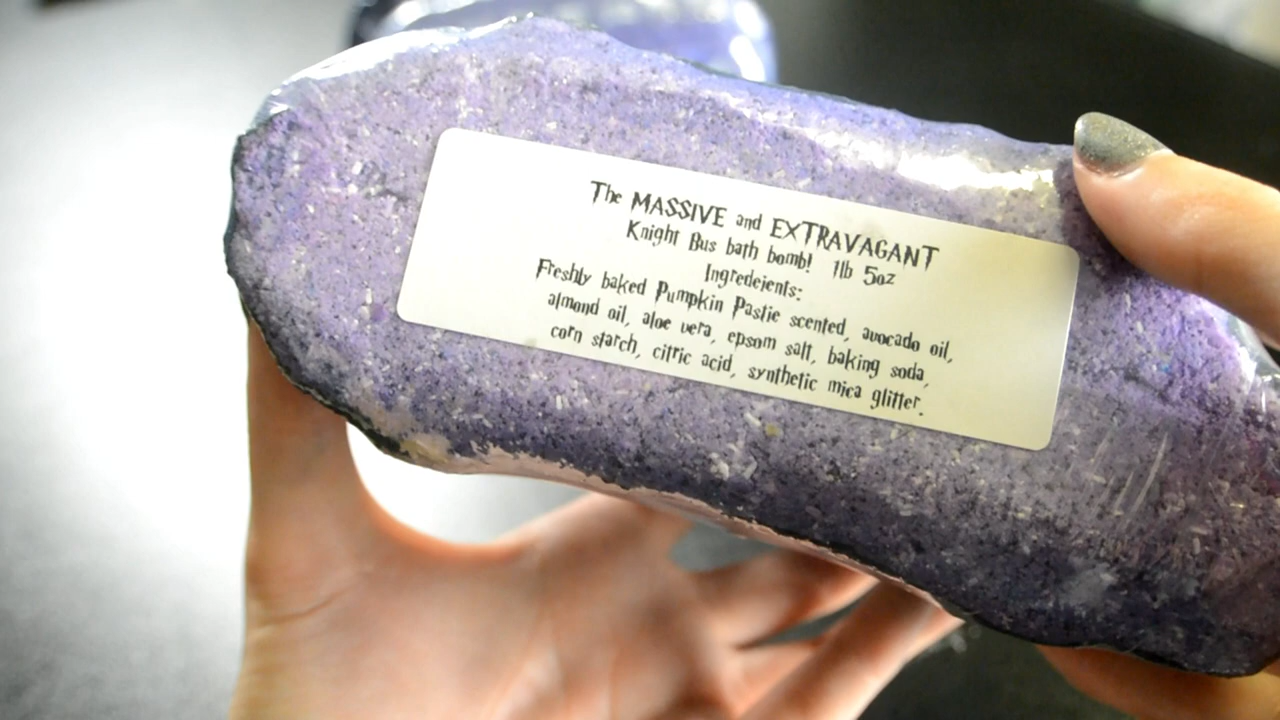 The MASSIVE and EXTRAVAGANT
Knight Bus bath bomb! 1lb 5oz
Ingredeients:
Freshly baked Pumpkin Pastie scented, avocado oil,
almond oil, aloe vera, epsom salt, baking soda,
corn starch, citric acid, synthetic mica glitter.